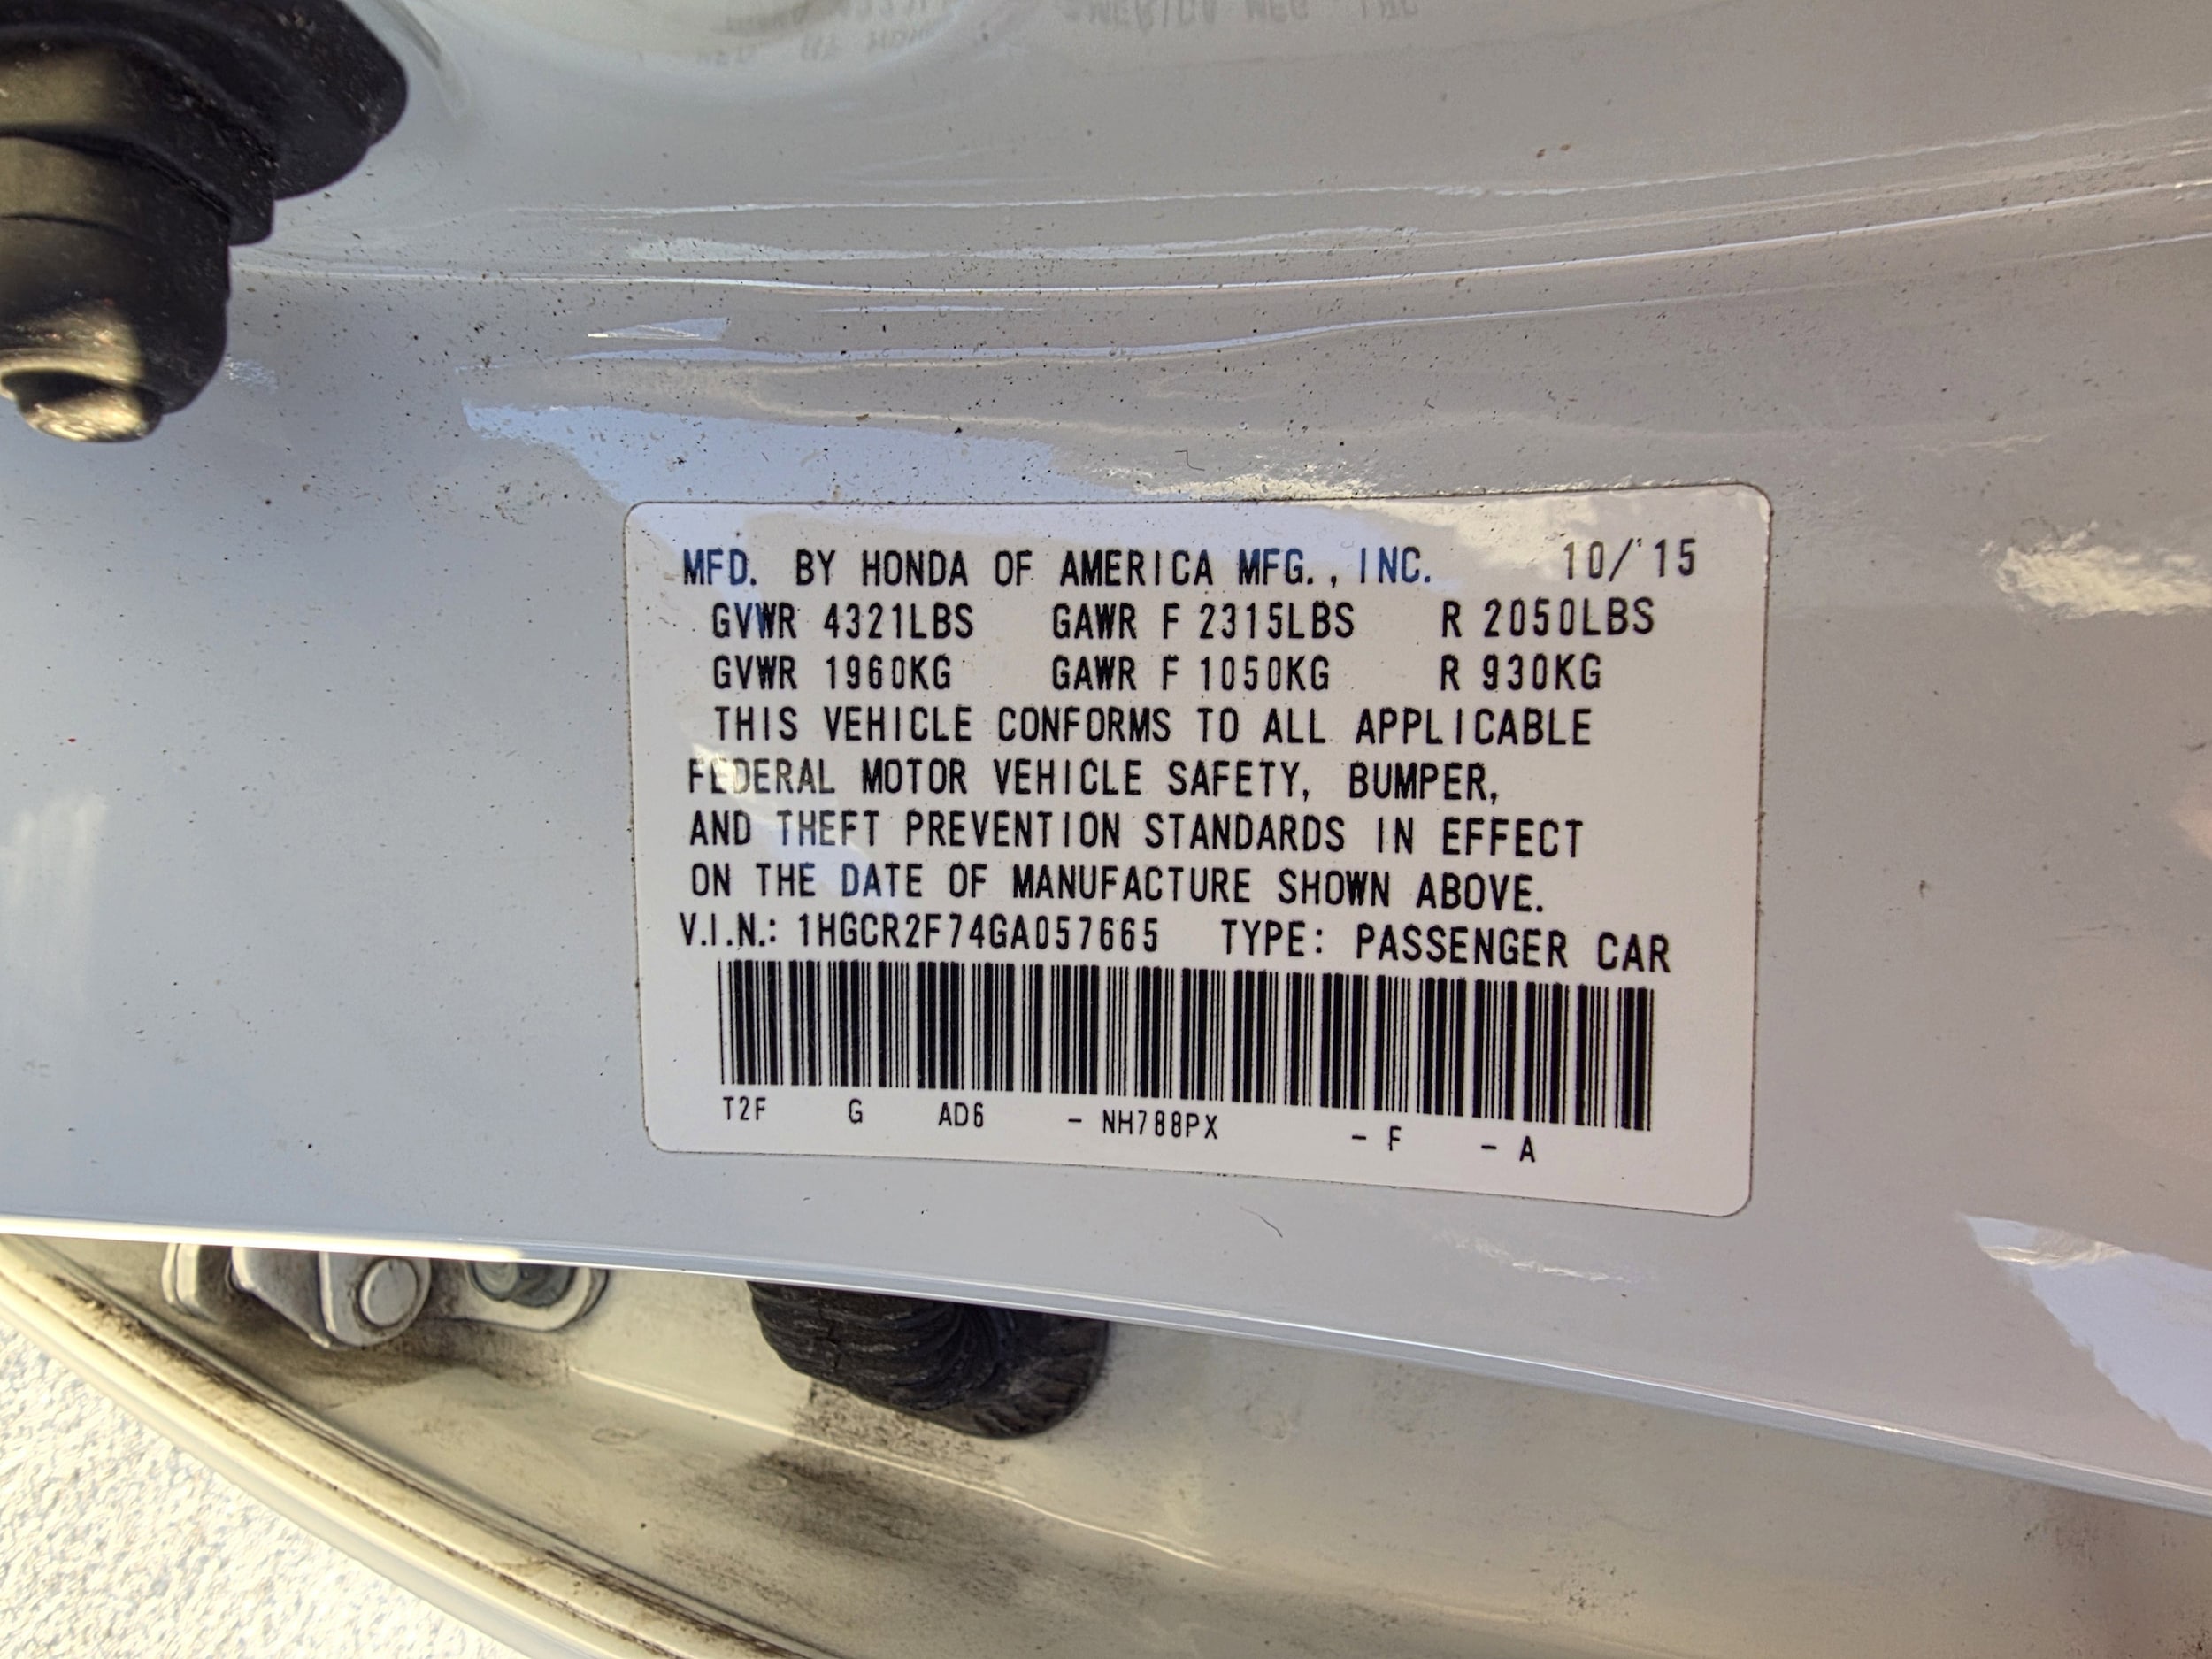 MFD. BY HONDA OF AMERICA MFG., INC. 10/'15
GVWR 4321LBS GAWR F 2315LBS R 2050LBS
GVWR 1960KG GAWR F 1050KG R 930KG
THIS VEHICLE CONFORMS TO ALL APPLICABLE
FEDERAL MOTOR VEHICLE SAFETY, BUMPER,
AND THEFT PREVENTION STANDARDS IN EFFECT
ON THE DATE OF MANUFACTURE SHOWN ABOVE.
V.I.N.: 1HGCR2F74GA057665 TYPE: PASSENGER CAR
T2F G AD6 - NH788PX - F - A